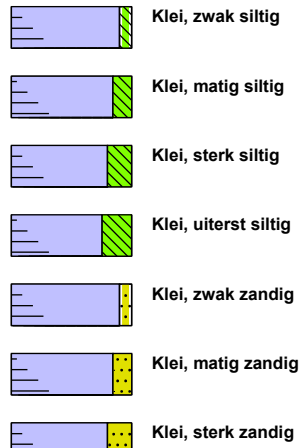 Klei, zwak siltig
Klei, matig siltig
Klei, sterk siltig
Klei, uiterst siltig
Klei, zwak zandig
Klei, matig zandig
Klei, sterk zandig